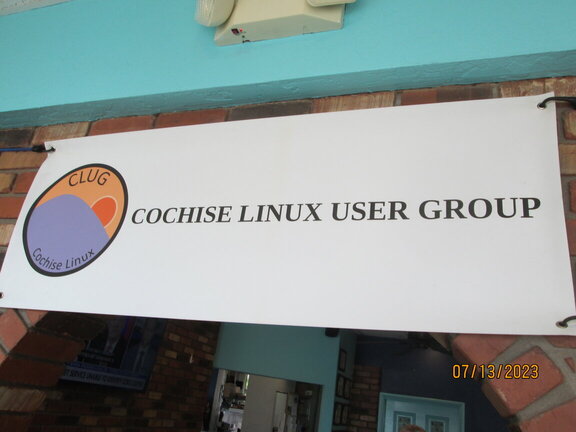 CLUG
Cochise Linux
COCHISE LINUX USER GROUP
07/13/2023